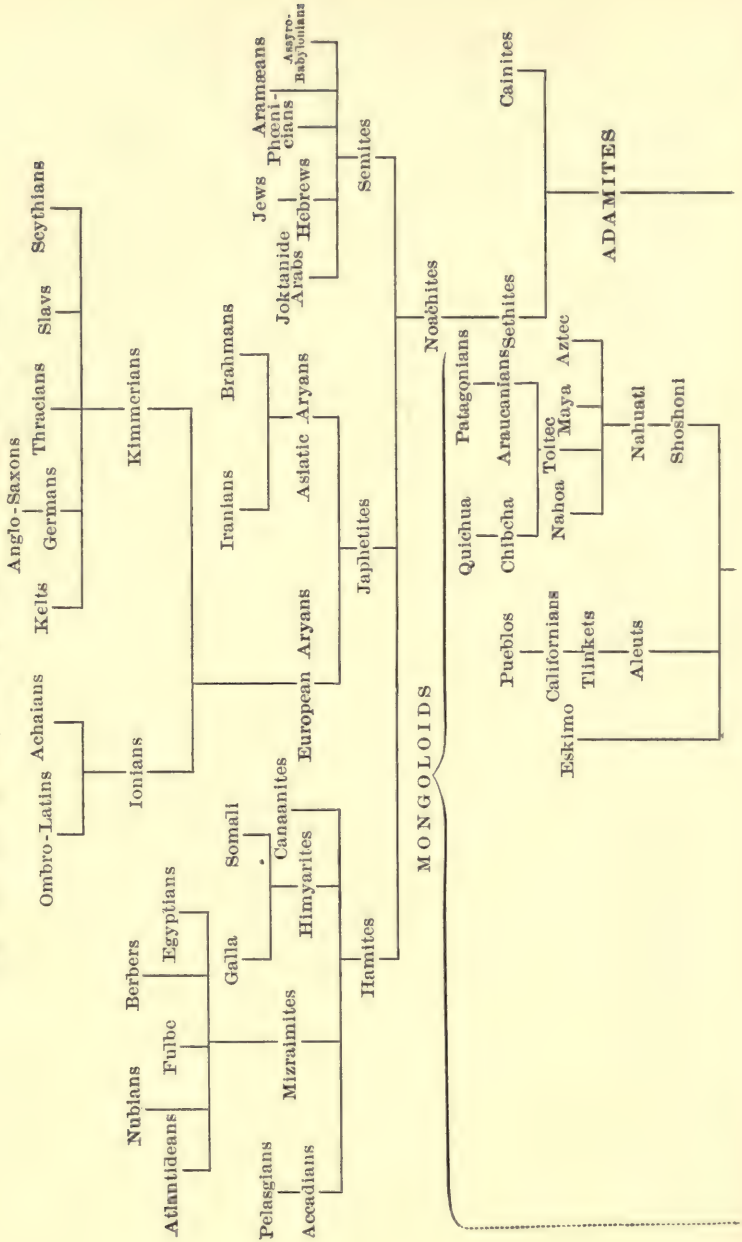 Anglo-Saxons
Ombro-Latins
Achaians
Kelts
Germans
Thracians
Slavs
Scythians
Ionians
Kimmerians
Nubians
Berbers
Atlantideans
Fulbe
Egyptians
Iranians
Brahmans
Jews
Aramæans
Galla
Somali
Joktanide
Arabs
Hebrews
Phœni-
cians
Assyro-
Babylonians
Pelasgians
Accadians
Mizraimites
Himyarites
Canaanites
European Aryans
Asiatic Aryans
Semites
Hamites
Japhetites
MONGOLOIDS
Noachites
Quichua
Patagonians
Sethites
Cainites
Pueblos
Chibcha
Araucanians
Californians
Nahoa
Toltec
Maya
Aztec
ADAMITES
Eskimo
Tlinkets
Aleuts
Nahuatl
Shoshoni